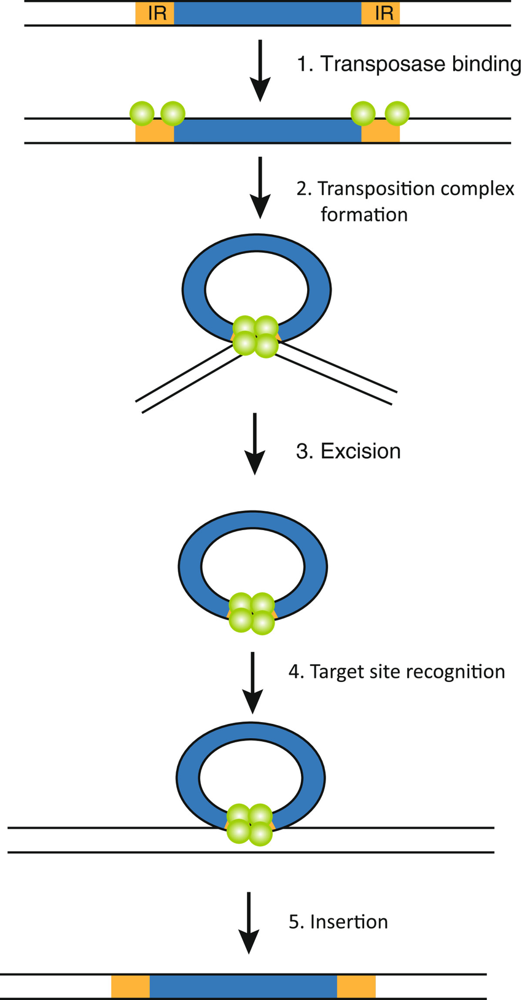 IR IR
1. Transposase binding
2. Transposition complex
formation
3. Excision
4. Target site recognition
5. Insertion